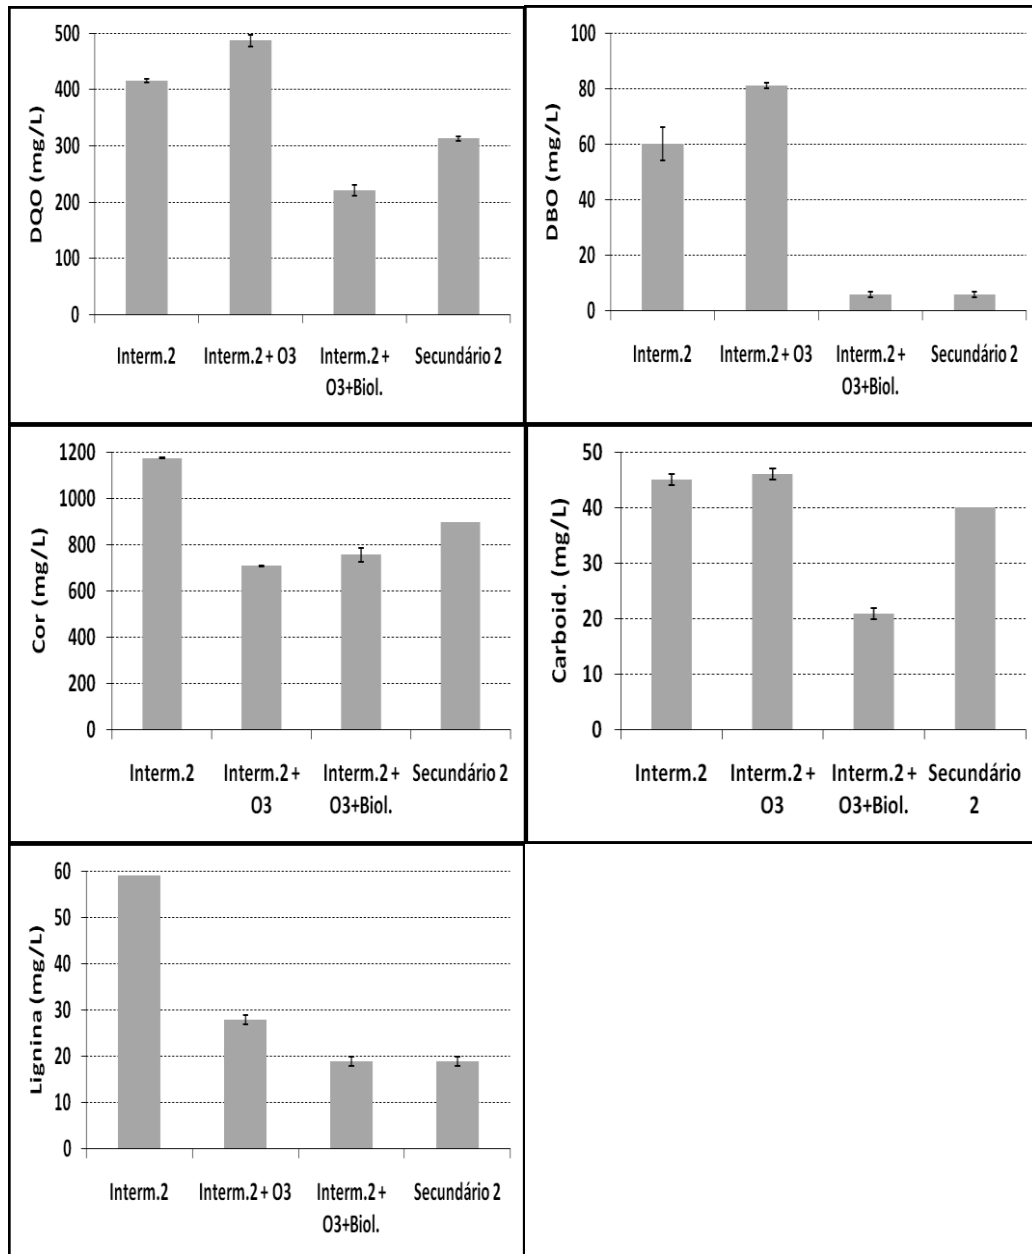 DQO (mg/L)
500
400
300
200
100
0
Interm.2
Interm.2 + O3
Interm.2 +
O3+Biol.
Secundário 2
DBO (mg/L)
100
80
60
40
20
0
Interm.2
Interm.2 + O3
Interm.2 +
O3+Biol.
Secundário 2
Cor (mg/L)
1200
1000
800
600
400
200
0
Interm.2
Interm.2 +
O3
Interm.2 +
O3+Biol.
Secundário 2
Carboid. (mg/L)
50
40
30
20
10
0
Interm.2
Interm.2 +
O3
Interm.2 +
O3+Biol.
Secundário
2
Lignina (mg/L)
60
50
40
30
20
10
0
Interm.2
Interm.2 + O3
Interm.2 +
O3+Biol.
Secundário 2